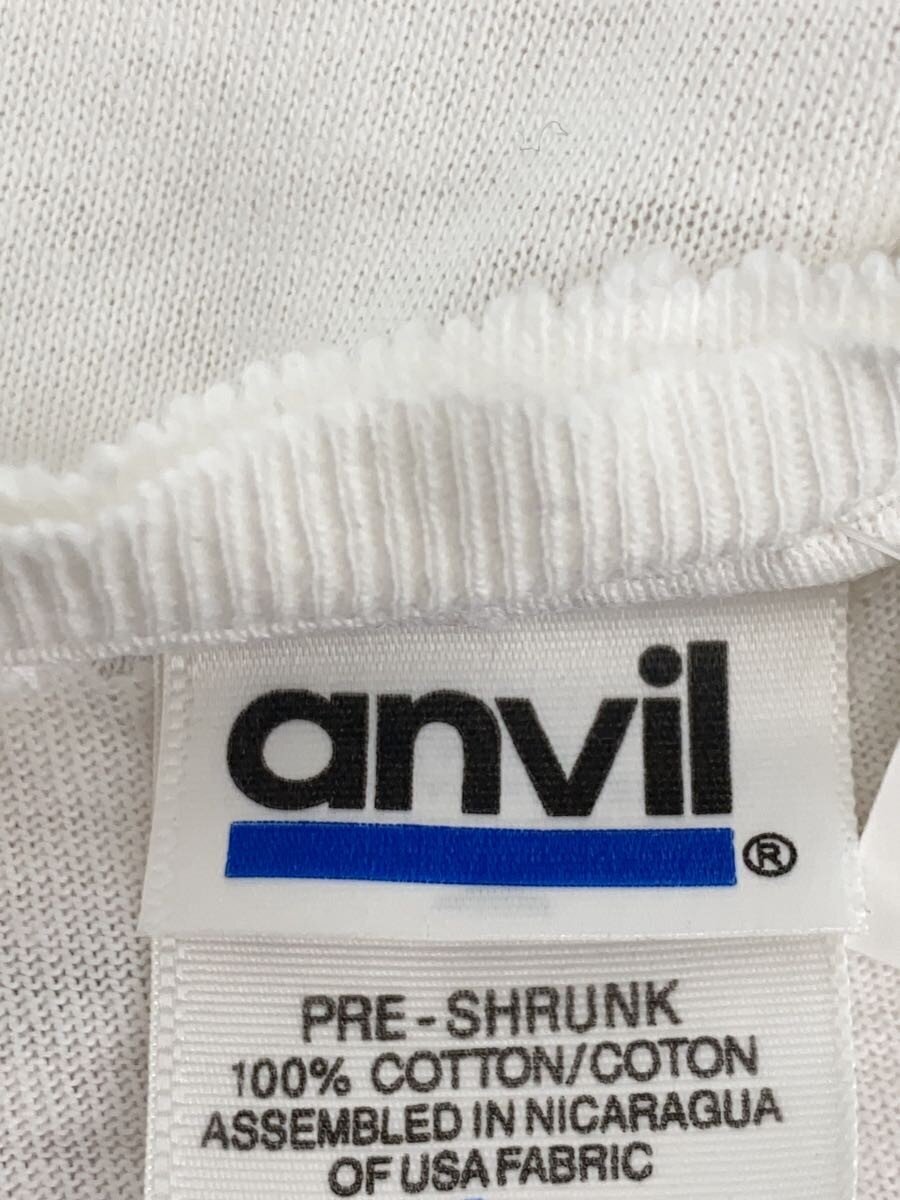 anvil®
PRE-SHRUNK
100% COTTON/COTON
ASSEMBLED IN NICARAGUA
OF USA FABRIC